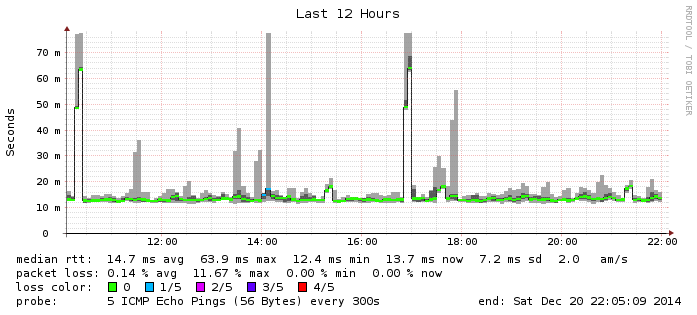 Last 12 Hours
RRDTOOL / TOBI OETIKER
Seconds
70 m
60 m
50 m
40 m
30 m
20 m
10 m
0
12:00 14:00 16:00 18:00 20:00 22:00
median rtt: 14.7 ms avg 63.9 ms max 12.4 ms min 13.7 ms now 7.2 ms sd 2.0 am/s
packet loss: 0.14 % avg 11.67 % max 0.00 % min 0.00 % now
loss color: 0 1/5 2/5 3/5 4/5
probe: 5 ICMP Echo Pings (56 Bytes) every 300s end: Sat Dec 20 22:05:09 2014